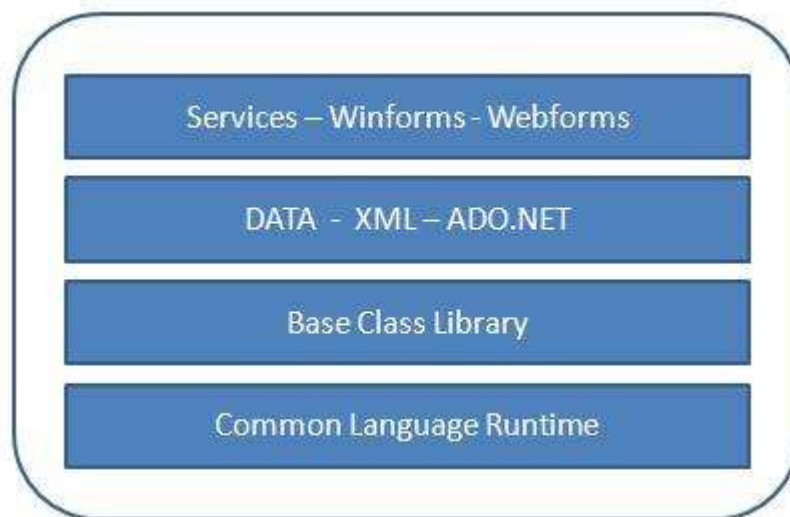 Services – Winforms - Webforms
DATA - XML – ADO.NET
Base Class Library
Common Language Runtime